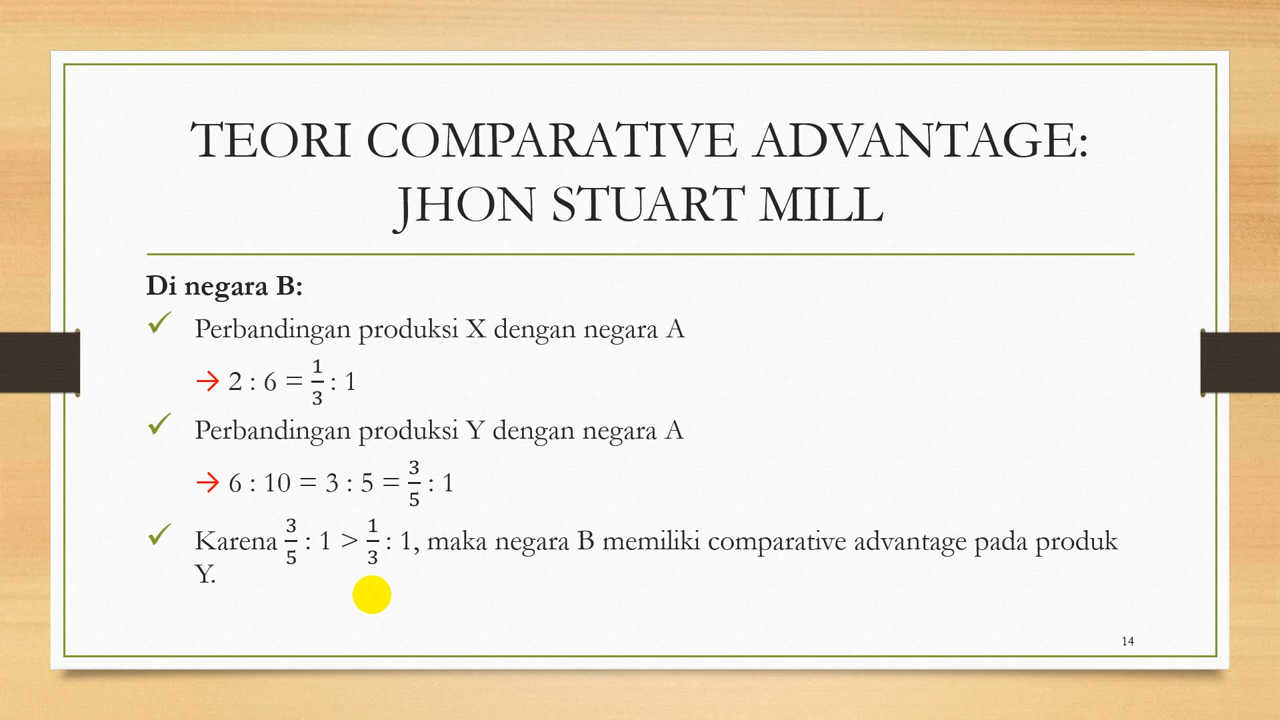 TEORI COMPARATIVE ADVANTAGE:
JHON STUART MILL
Di negara B:
✓ Perbandingan produksi X dengan negara A
→ 2 : 6 = 1/3 : 1
✓ Perbandingan produksi Y dengan negara A
→ 6 : 10 = 3 : 5 = 3/5 : 1
✓ Karena 3/5 : 1 > 1/3 : 1, maka negara B memiliki comparative advantage pada produk
Y.
14